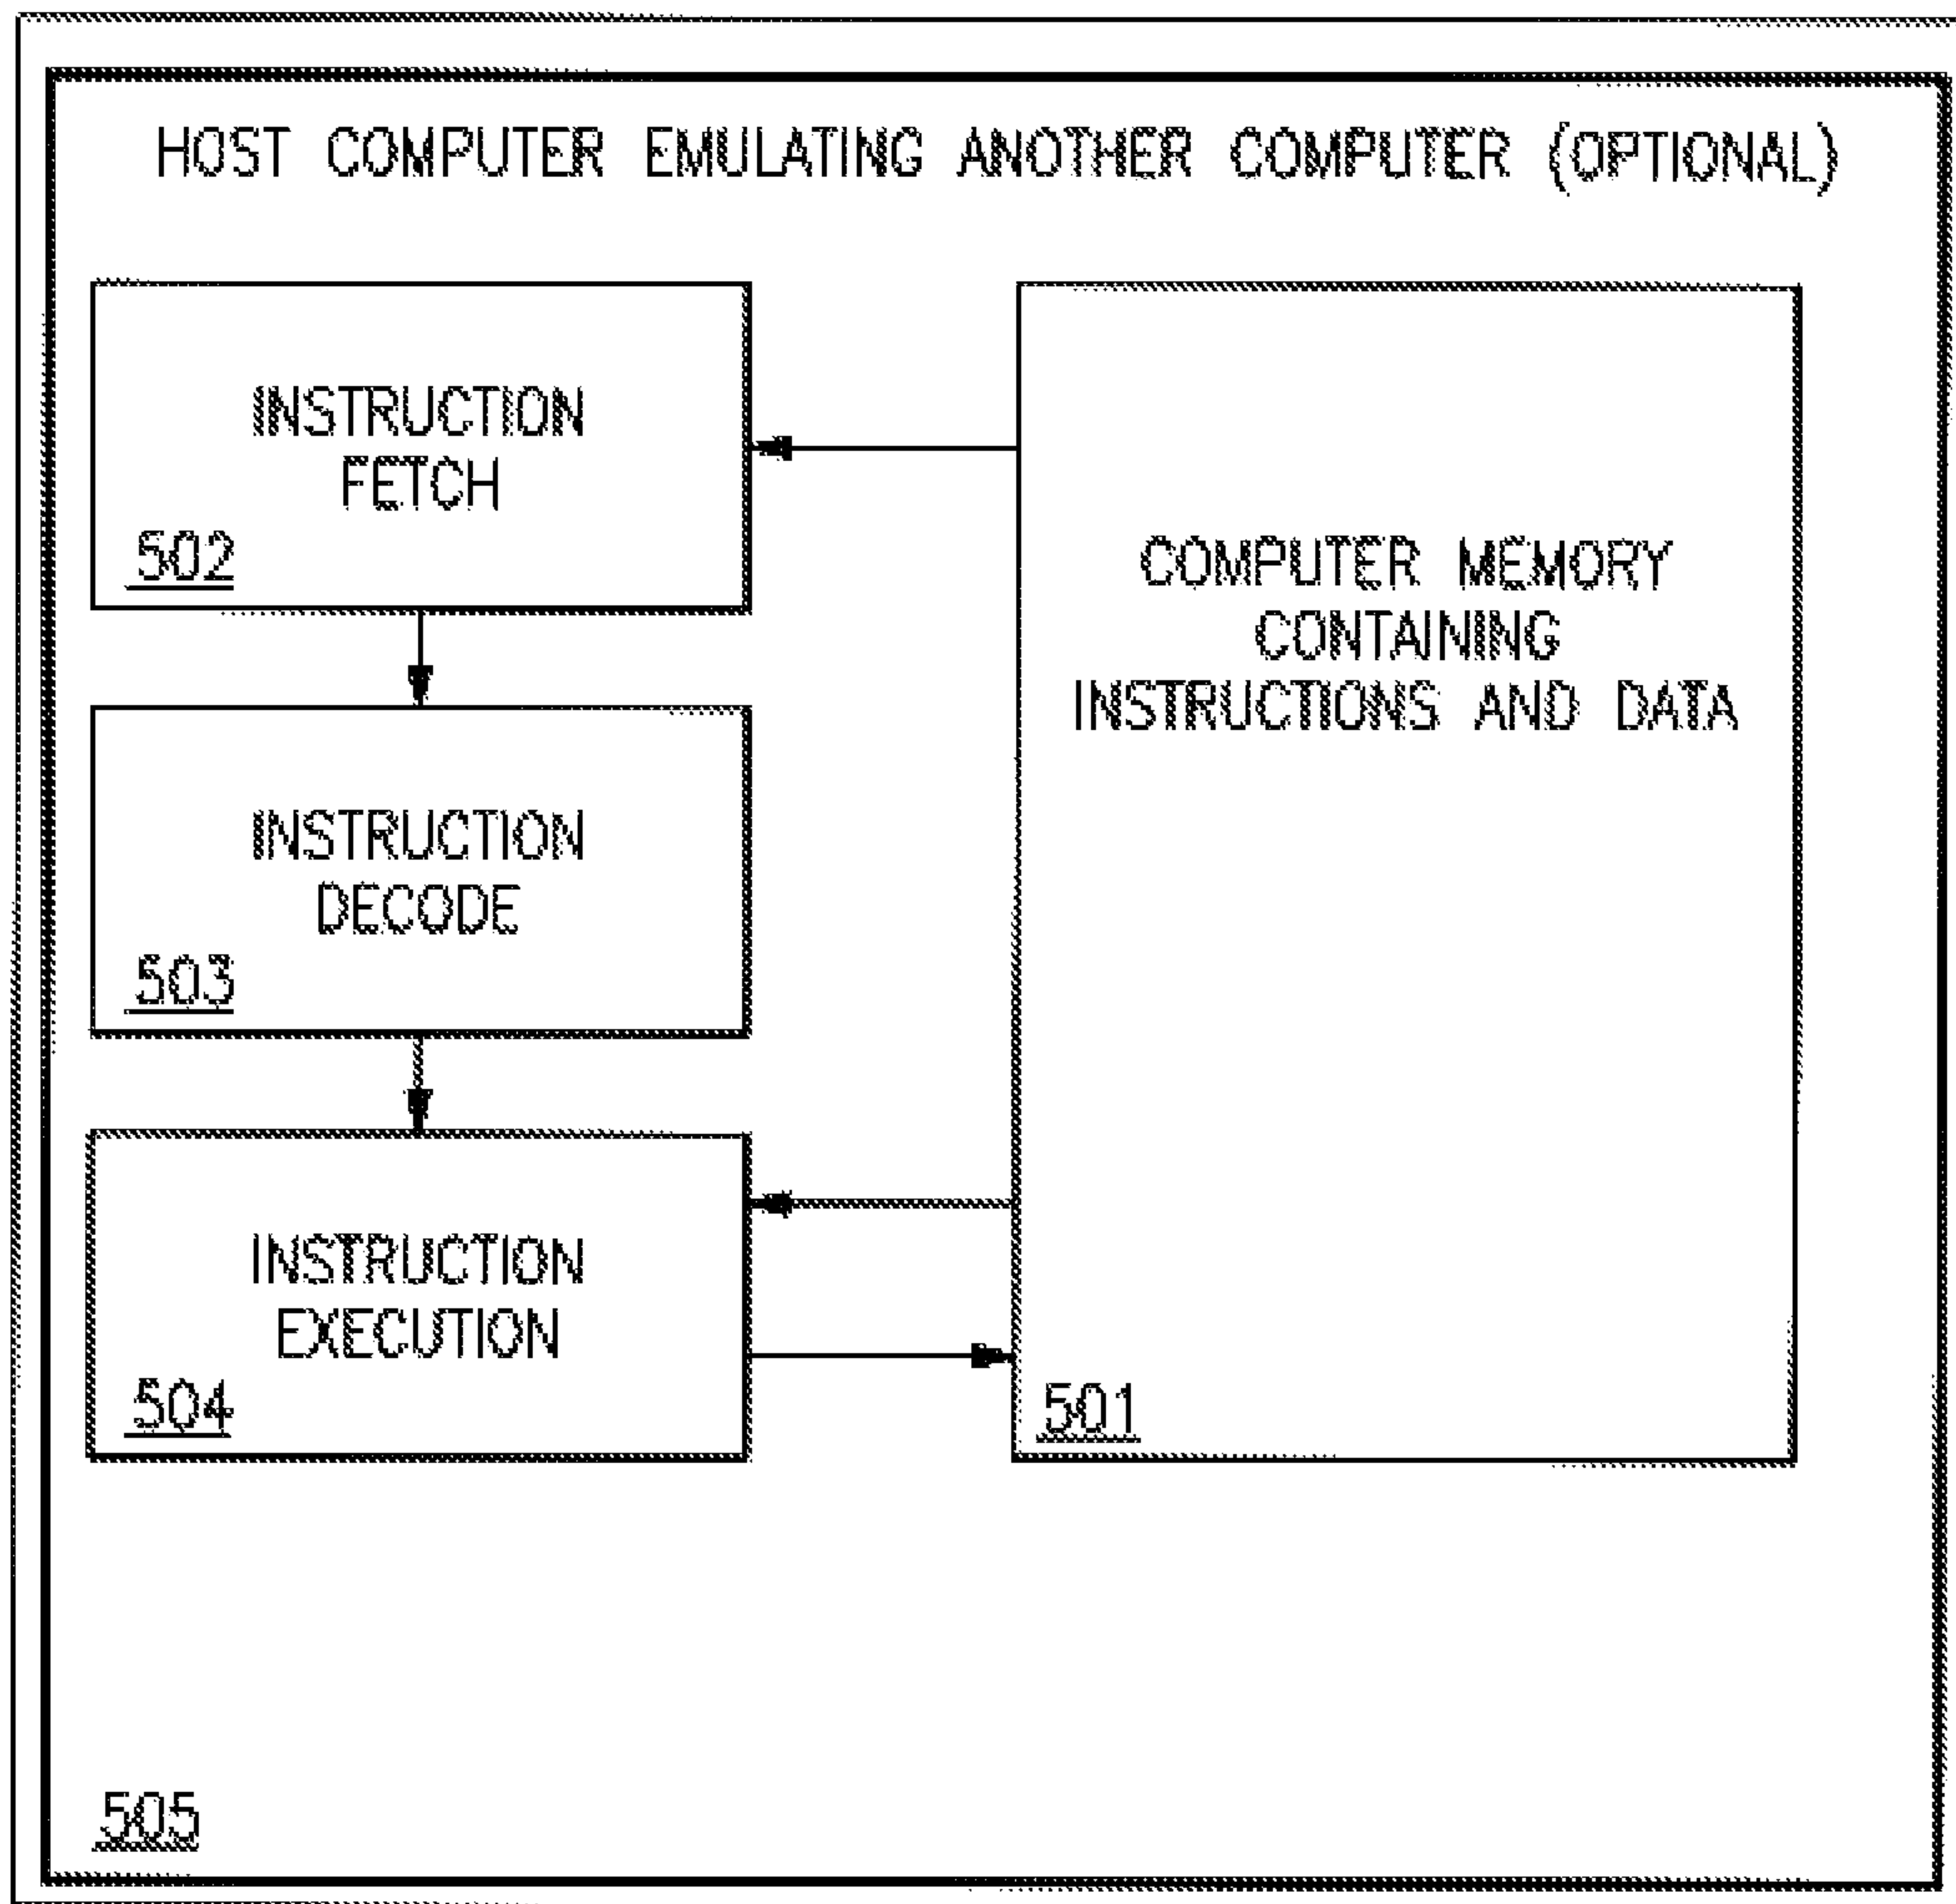 HOST COMPUTER EMULATING ANOTHER COMPUTER (OPTIONAL)
INSTRUCTION
FETCH
502
COMPUTER MEMORY
CONTAINING
INSTRUCTIONS AND DATA
INSTRUCTION
DECODE
503
INSTRUCTION
EXECUTION
504
501
505